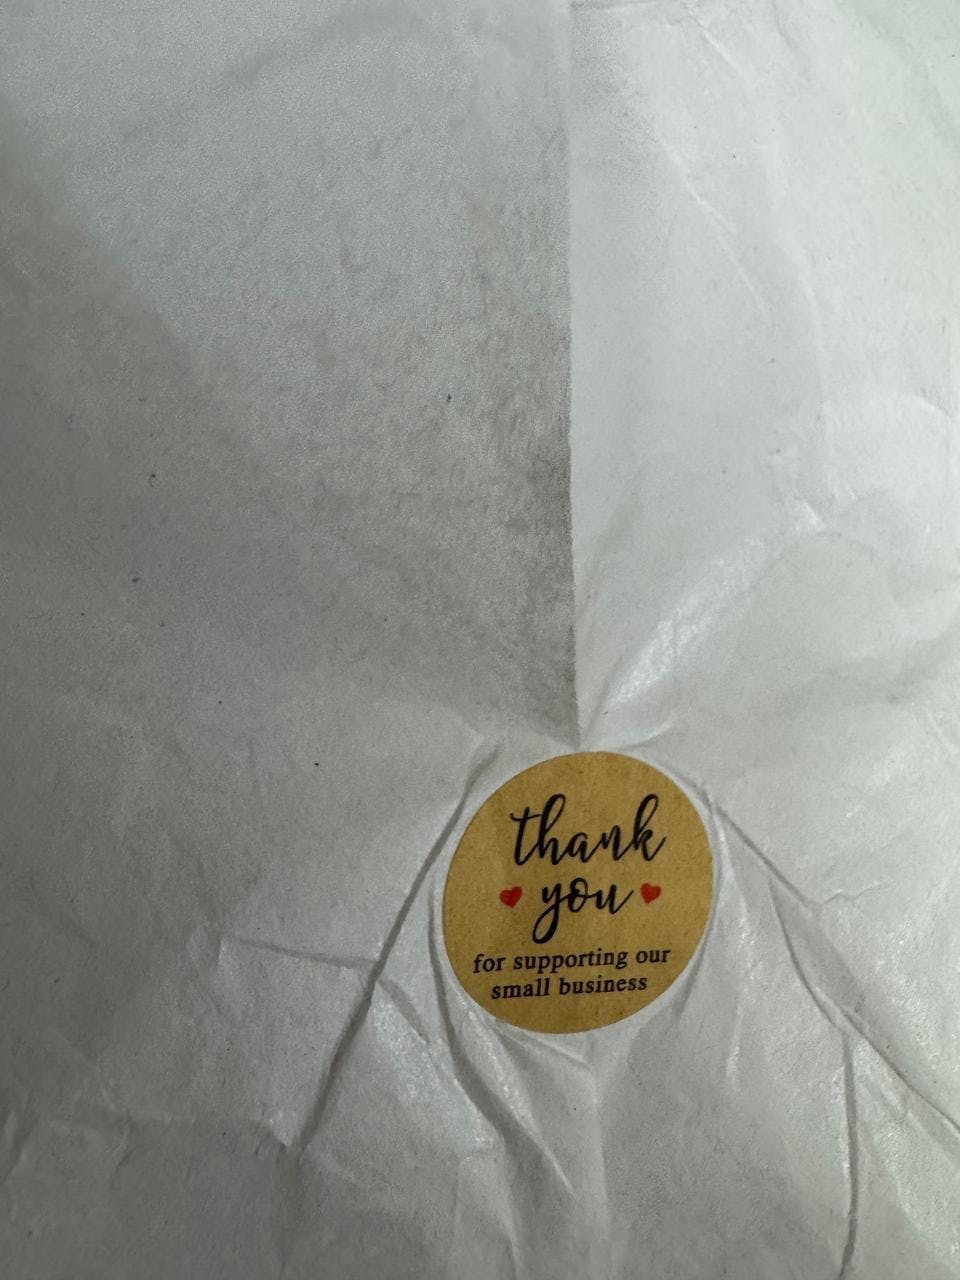 thank
you
for supporting our
small business